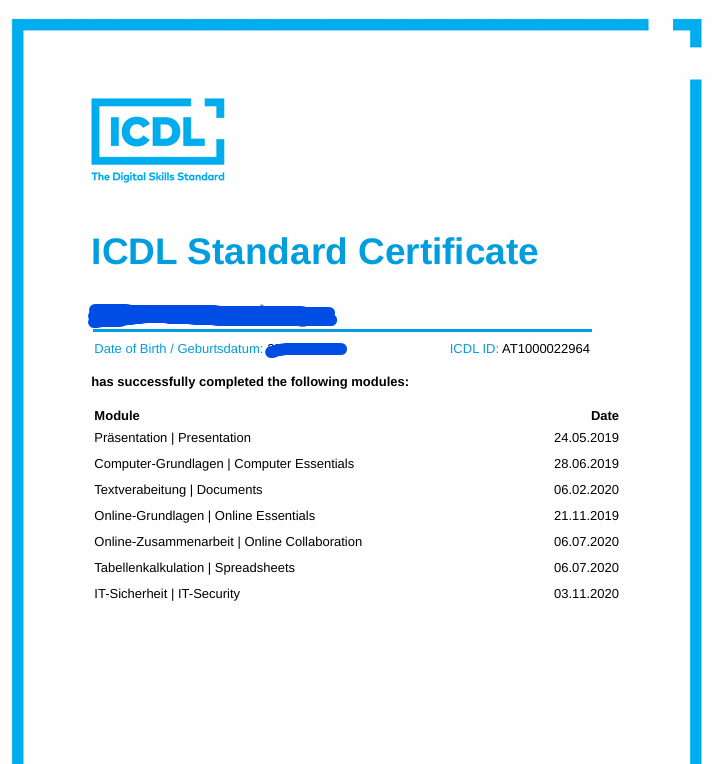 ICDL
The Digital Skills Standard
ICDL Standard Certificate
Date of Birth / Geburtsdatum:
ICDL ID: AT1000022964
has successfully completed the following modules:
Module Date
Präsentation | Presentation 24.05.2019
Computer-Grundlagen | Computer Essentials 28.06.2019
Textverabeitung | Documents 06.02.2020
Online-Grundlagen | Online Essentials 21.11.2019
Online-Zusammenarbeit | Online Collaboration 06.07.2020
Tabellenkalkulation | Spreadsheets 06.07.2020
IT-Sicherheit | IT-Security 03.11.2020